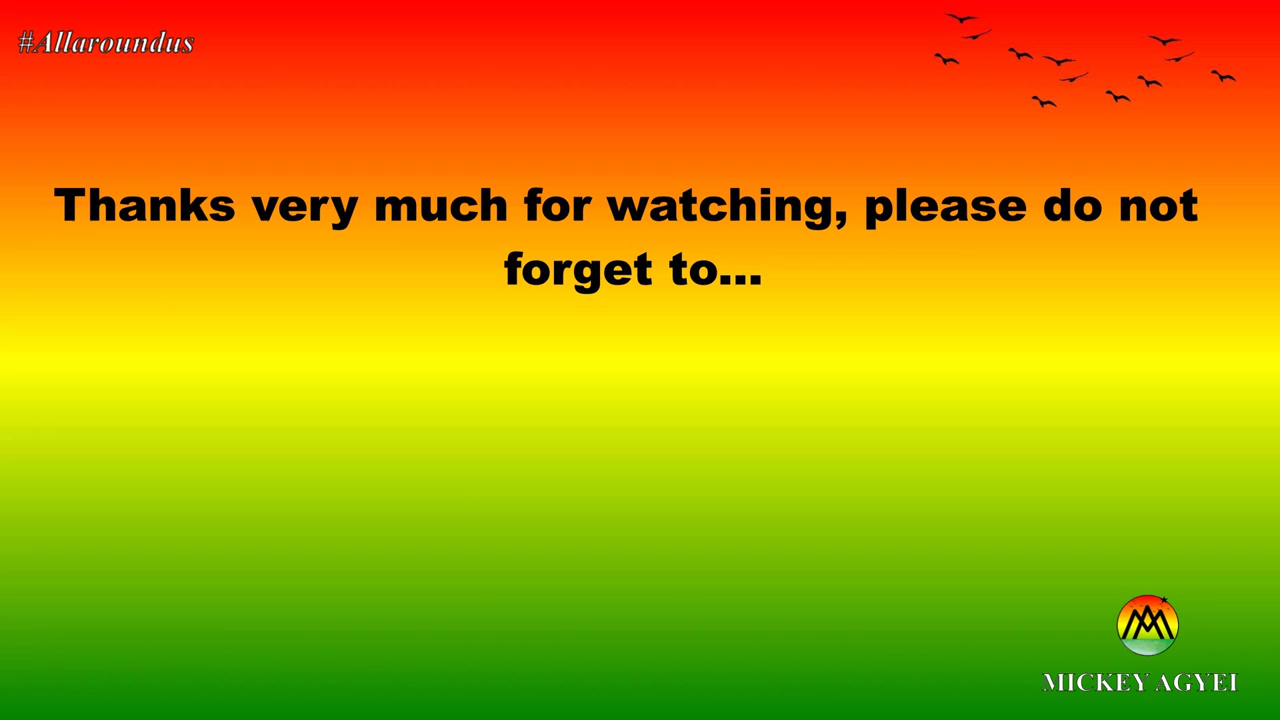 #Allaroundus
Thanks very much for watching, please do not
forget to...
MICKEY AGYEI